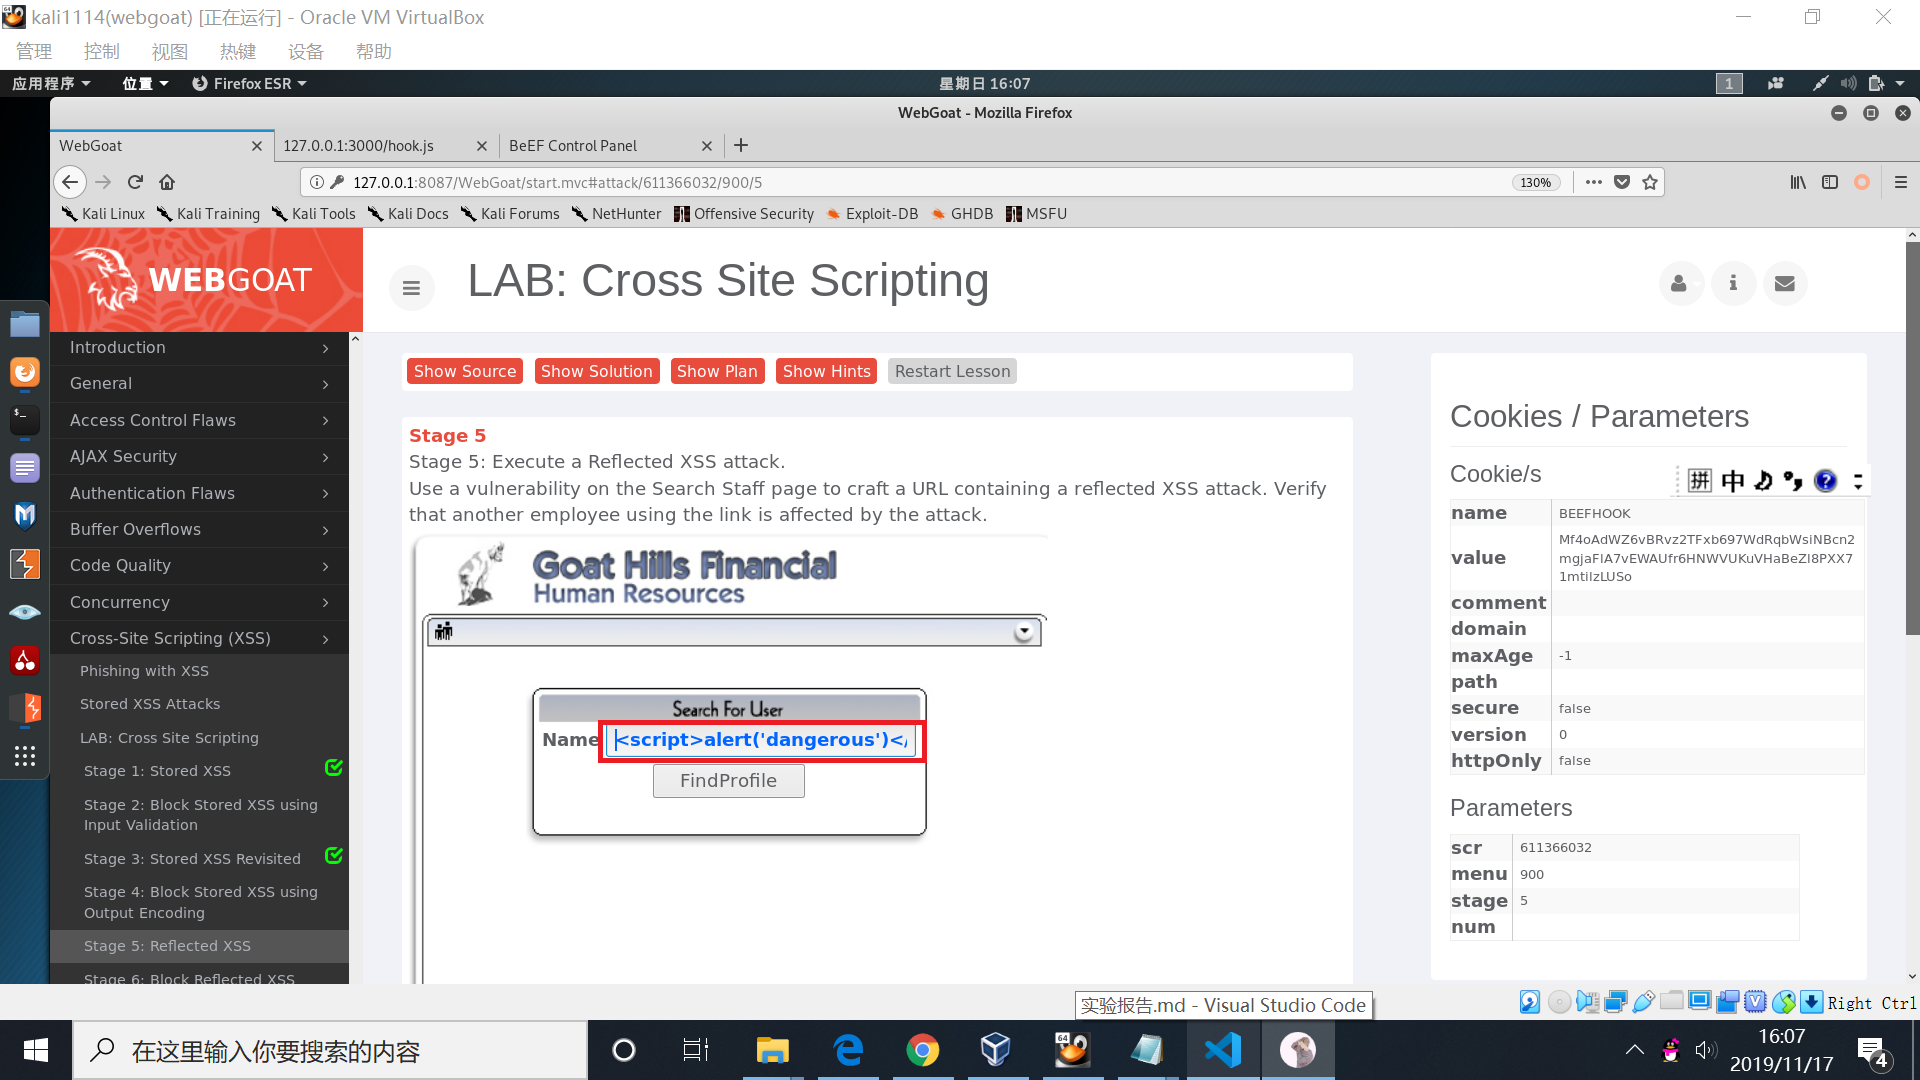 kali1114(webgoat) [正在运行] - Oracle VM VirtualBox
管理 控制 视图 热键 设备 帮助
应用程序 位置 Firefox ESR 星期日 16:07 1
WebGoat - Mozilla Firefox
WebGoat 127.0.0.1:3000/hook.js BeEF Control Panel
127.0.0.1:8087/WebGoat/start.mvc#attack/611366032/900/5 130%
Kali Linux Kali Training Kali Tools Kali Docs Kali Forums NetHunter Offensive Security Exploit-DB GHDB MSFU
WEBGOAT
LAB: Cross Site Scripting
Introduction
General
Access Control Flaws
AJAX Security
Authentication Flaws
Buffer Overflows
Code Quality
Concurrency
Cross-Site Scripting (XSS)
Phishing with XSS
Stored XSS Attacks
LAB: Cross Site Scripting
Stage 1: Stored XSS
Stage 2: Block Stored XSS using
Input Validation
Stage 3: Stored XSS Revisited
Stage 4: Block Stored XSS using
Output Encoding
Stage 5: Reflected XSS
Stage 6: Block Reflected XSS
Show Source Show Solution Show Plan Show Hints Restart Lesson
Stage 5
Stage 5: Execute a Reflected XSS attack.
Use a vulnerability on the Search Staff page to craft a URL containing a reflected XSS attack. Verify
that another employee using the link is affected by the attack.
Goat Hills Financial
Human Resources
Search For User
Name <script>alert('dangerous')</
FindProfile
Cookies / Parameters
Cookie/s
拼 中
name BEEFHOOK
value Mf4oAdWZ6vBRvz2TFxb697WdRqbWsiNBcn2
mgjaFIA7vEWAUfr6HNWVUKuVHaBeZl8PXX7
1mtiIzLUSo
comment
domain
maxAge -1
path
secure false
version 0
httpOnly false
Parameters
scr 611366032
menu 900
stage 5
num
实验报告.md - Visual Studio Code
Right Ctrl
在这里输入你要搜索的内容
16:07
2019/11/17
4